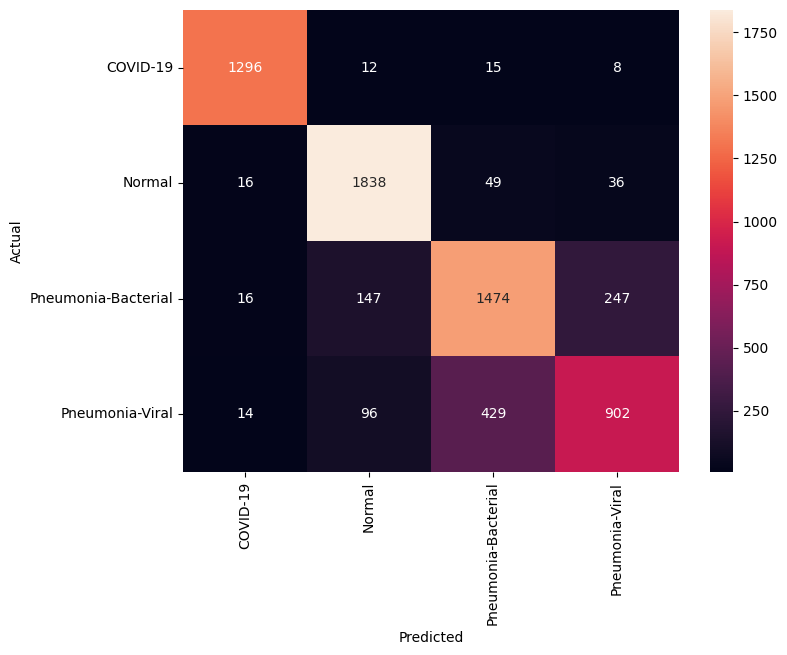 COVID-19 1296 12 15 8
Normal 16 1838 49 36
Pneumonia-Bacterial 16 147 1474 247
Pneumonia-Viral 14 96 429 902
Actual
COVID-19
Normal
Pneumonia-Bacterial
Pneumonia-Viral
Predicted
1750
1500
1250
1000
750
500
250